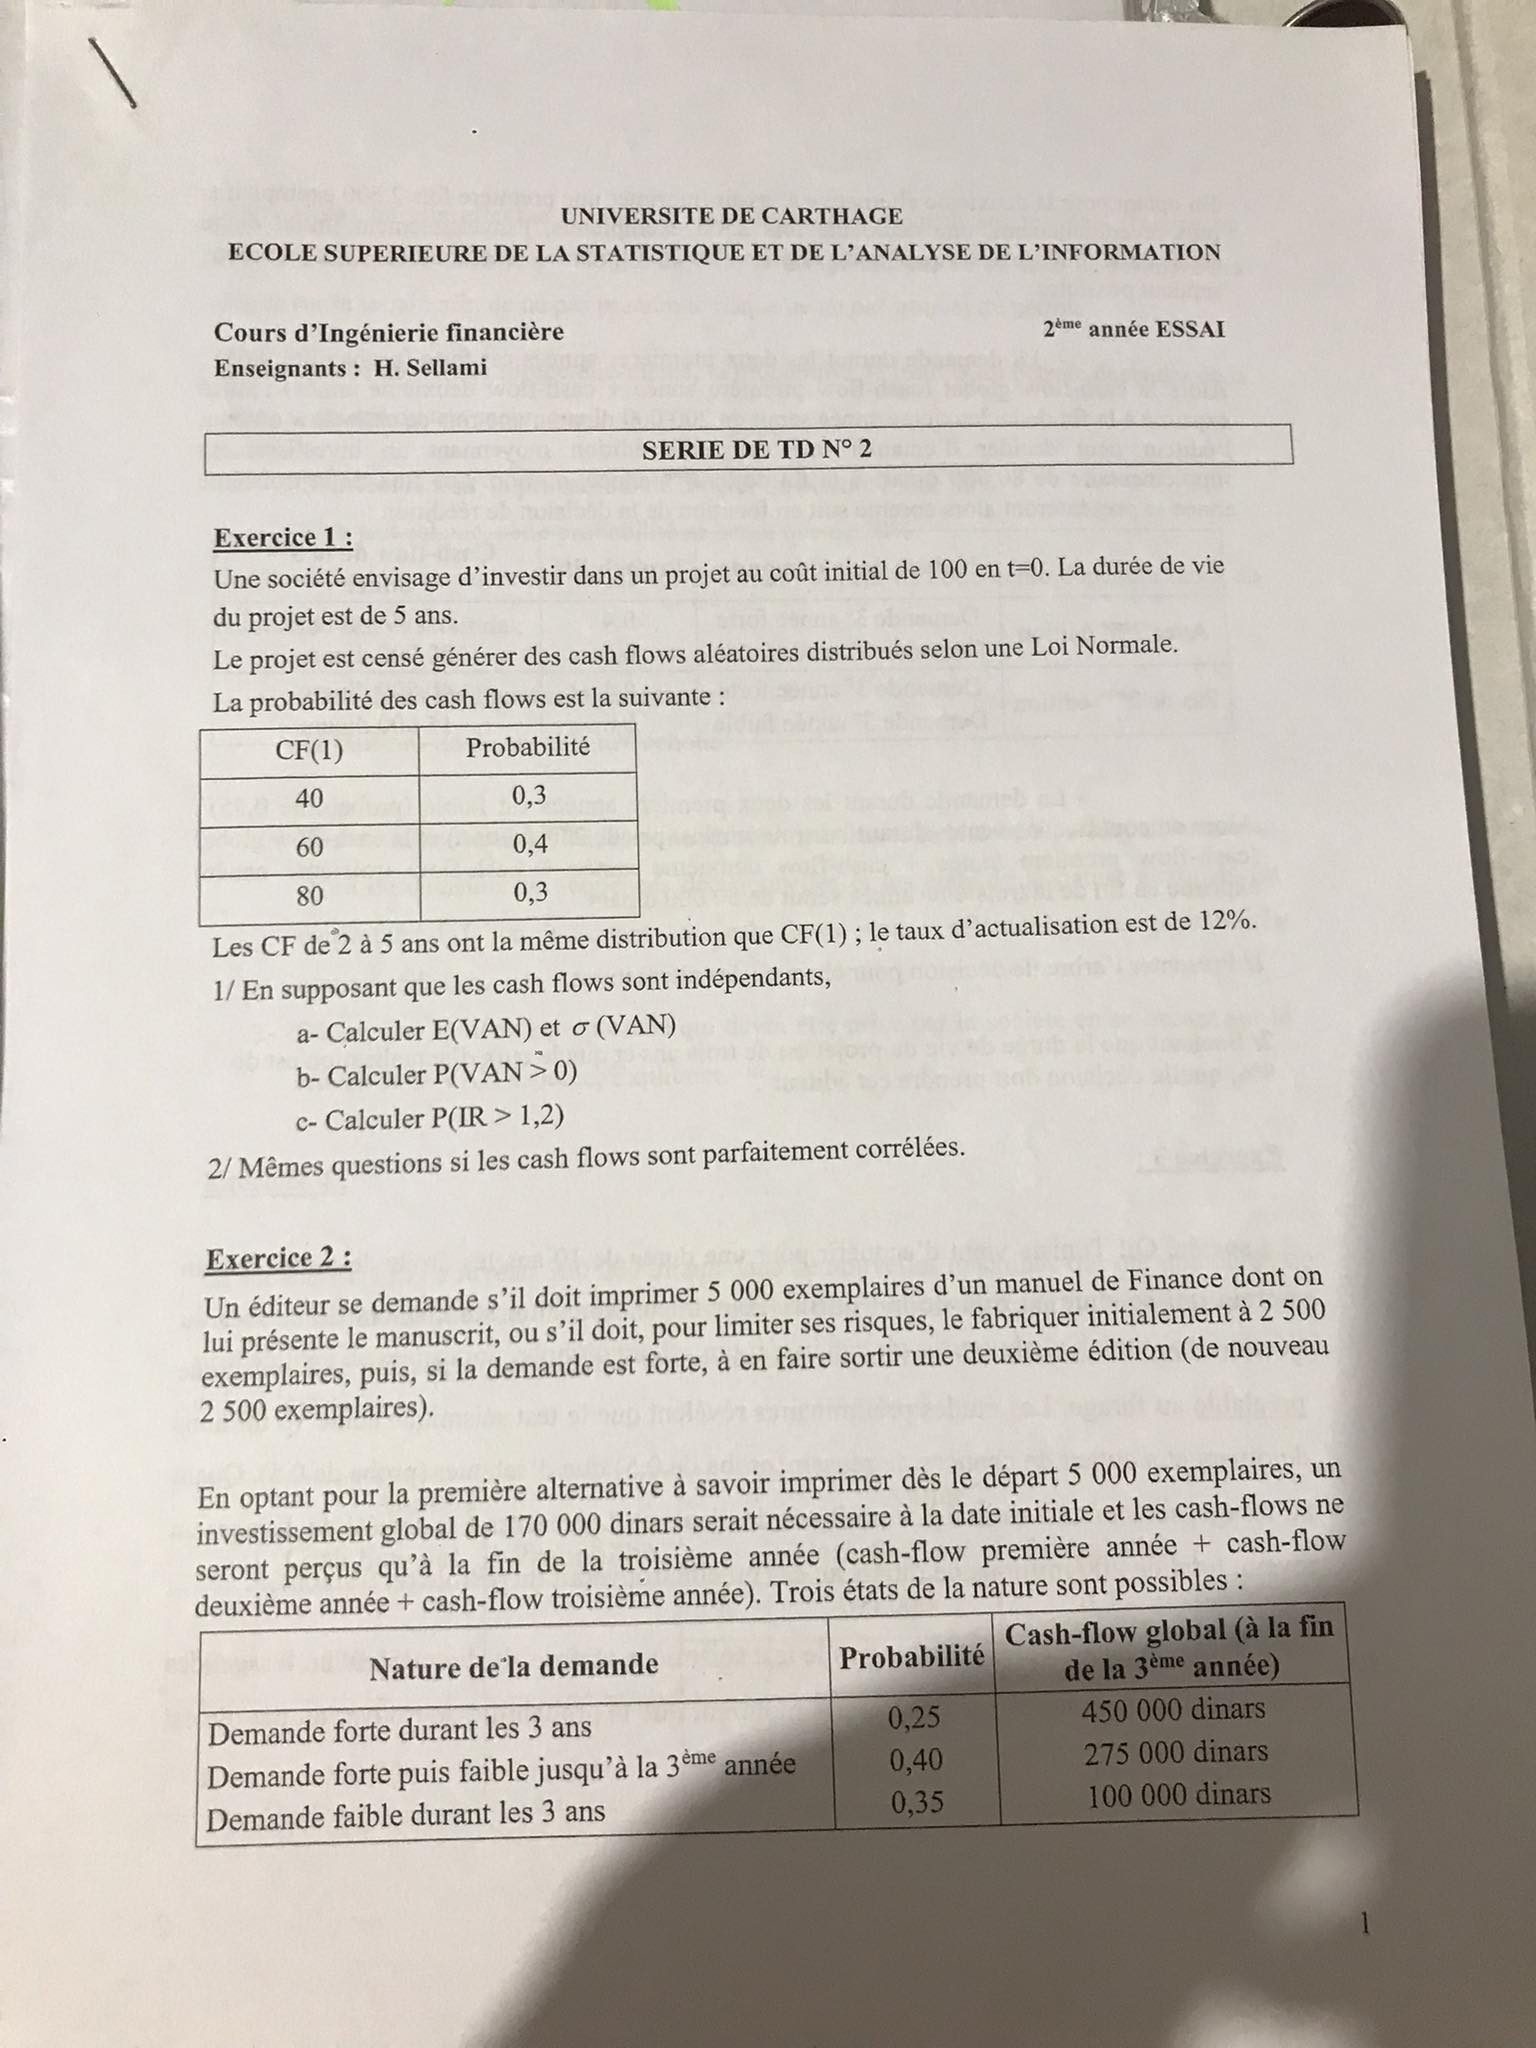 UNIVERSITE DE CARTHAGE
ECOLE SUPERIEURE DE LA STATISTIQUE ET DE L'ANALYSE DE L'INFORMATION
Cours d'Ingénierie financière 2ème année ESSAI
Enseignants : H. Sellami
SERIE DE TD N° 2
Exercice 1 :
Une société envisage d'investir dans un projet au coût initial de 100 en t=0. La durée de vie
du projet est de 5 ans.
Le projet est censé générer des cash flows aléatoires distribués selon une Loi Normale.
La probabilité des cash flows est la suivante :
CF(1) Probabilité
40 0,3
60 0,4
80 0,3
Les CF de 2 à 5 ans ont la même distribution que CF(1) ; le taux d'actualisation est de 12%.
1/ En supposant que les cash flows sont indépendants,
a- Calculer E(VAN) et σ (VAN)
b- Calculer P(VAN > 0)
c- Calculer P(IR > 1,2)
2/ Mêmes questions si les cash flows sont parfaitement corrélées.
Exercice 2 :
Un éditeur se demande s'il doit imprimer 5 000 exemplaires d'un manuel de Finance dont on
lui présente le manuscrit, ou s'il doit, pour limiter ses risques, le fabriquer initialement à 2 500
exemplaires, puis, si la demande est forte, à en faire sortir une deuxième édition (de nouveau
2 500 exemplaires).
En optant pour la première alternative à savoir imprimer dès le départ 5 000 exemplaires, un
investissement global de 170 000 dinars serait nécessaire à la date initiale et les cash-flows ne
seront perçus qu'à la fin de la troisième année (cash-flow première année + cash-flow
deuxième année + cash-flow troisième année). Trois états de la nature sont possibles :
Nature de la demande Probabilité Cash-flow global (à la fin
de la 3ème année)
Demande forte durant les 3 ans 0,25 450 000 dinars
Demande forte puis faible jusqu'à la 3ème année 0,40 275 000 dinars
Demande faible durant les 3 ans 0,35 100 000 dinars
1